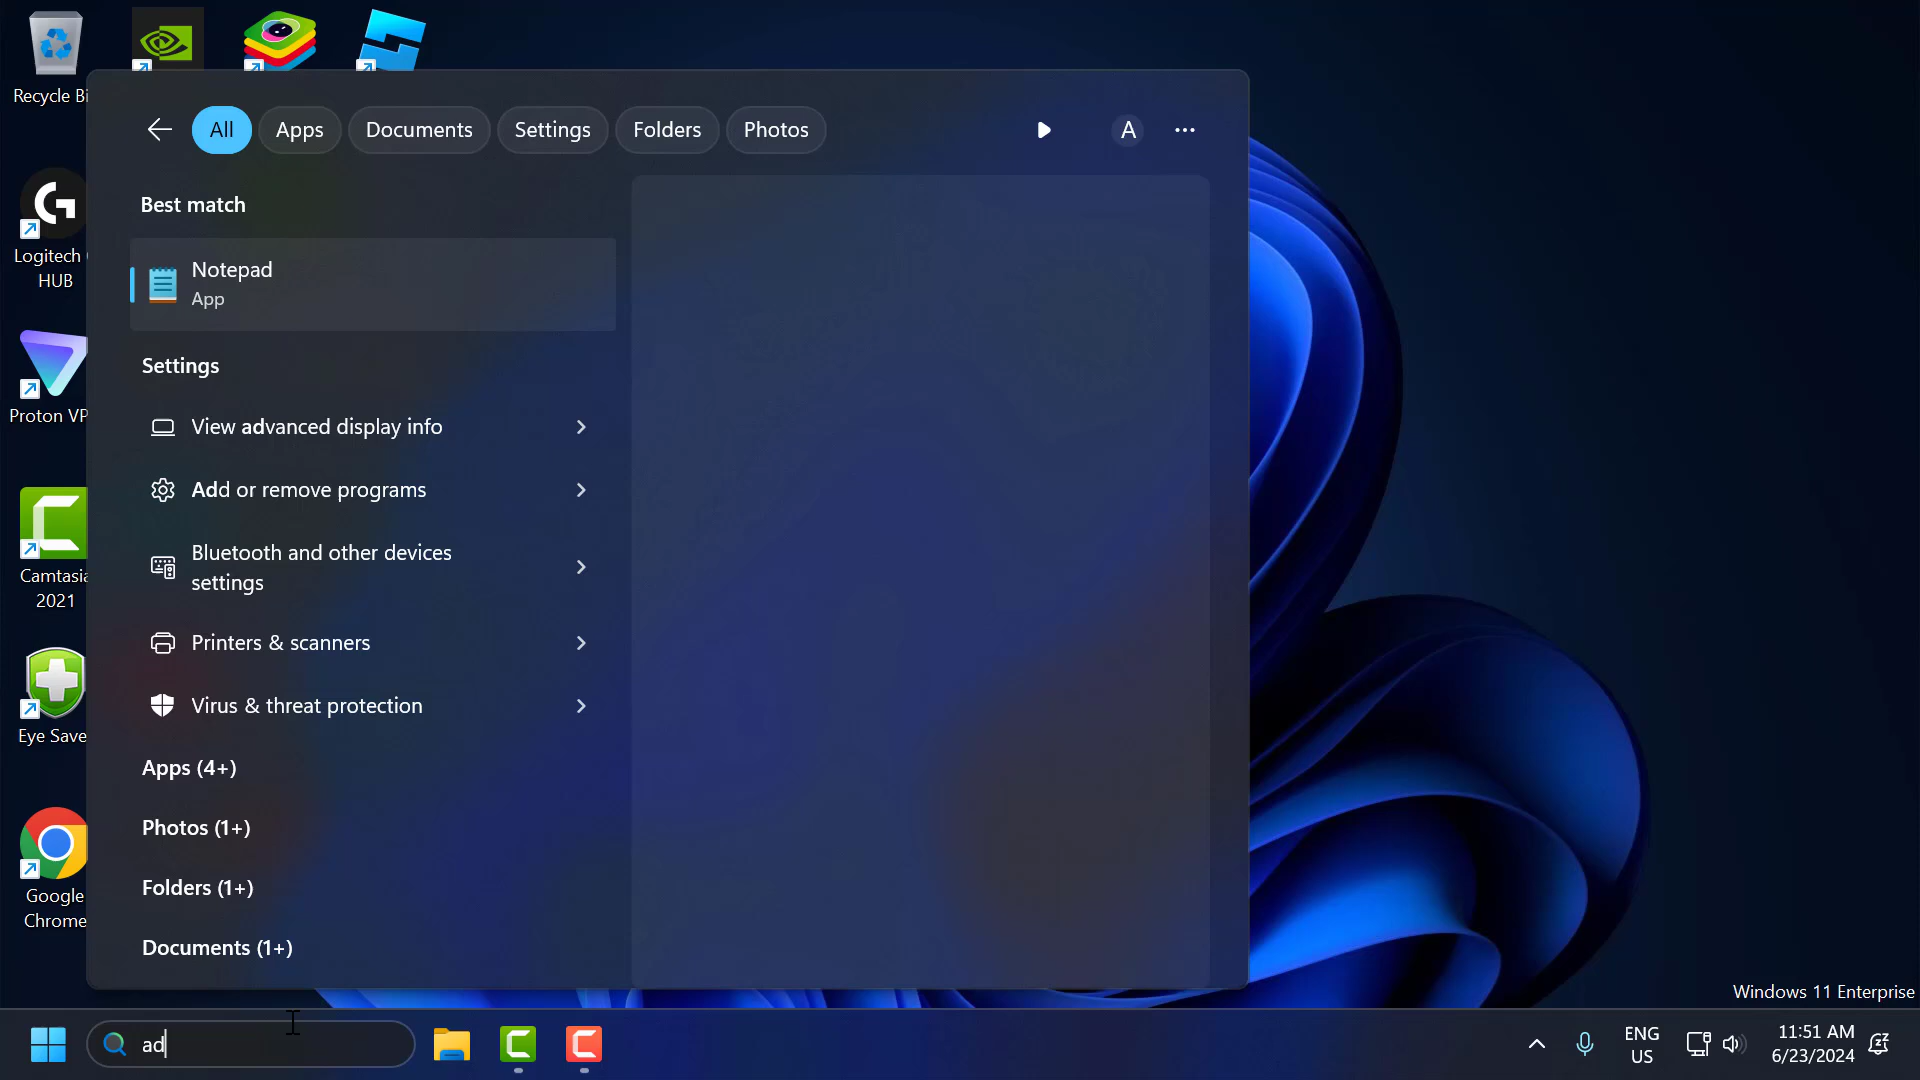 Recycle Bi
All
Apps
Documents
Settings
Folders
Photos
A
Best match
Notepad
App
Settings
View advanced display info
Add or remove programs
Bluetooth and other devices
settings
Printers & scanners
Virus & threat protection
Apps (4+)
Photos (1+)
Folders (1+)
Documents (1+)
Logitech
HUB
Proton VP
Camtasia
2021
Eye Save
Google
Chrome
Windows 11 Enterprise
ad
ENG
US
11:51 AM
6/23/2024